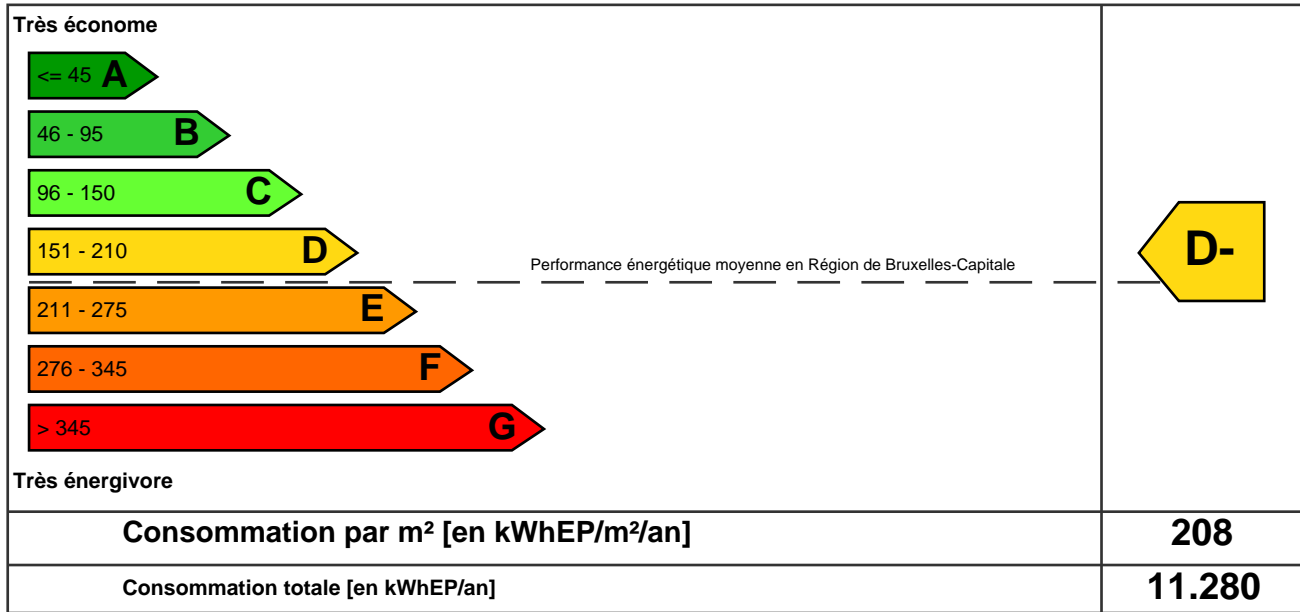 Très économe
<= 45 A
46 - 95 B
96 - 150 C
151 - 210 D
Performance énergétique moyenne en Région de Bruxelles-Capitale
D-
211 - 275 E
276 - 345 F
> 345 G
Très énergivore
Consommation par m² [en kWhEP/m²/an] 208
Consommation totale [en kWhEP/an] 11.280